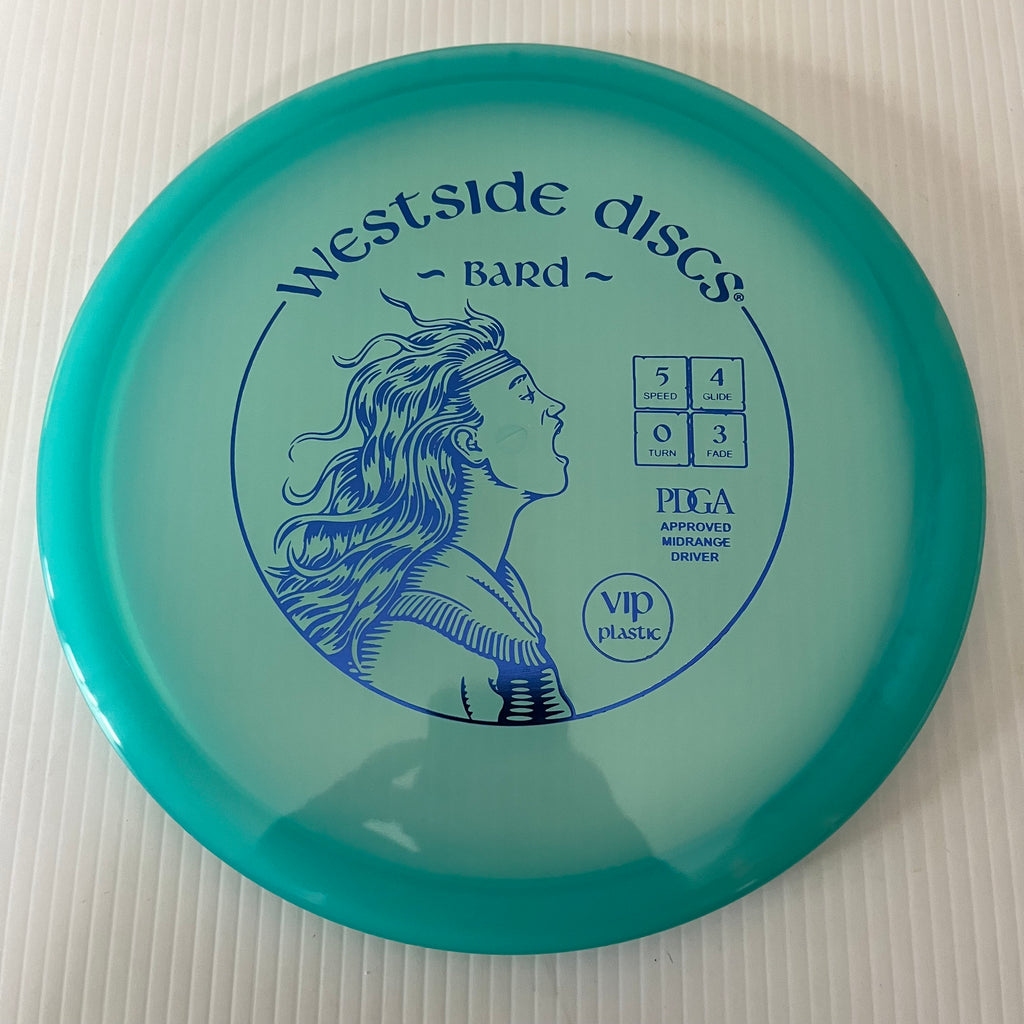 Westside Discs®
~ Bard ~
5 4
SPEED GLIDE
0 3
TURN FADE
PDGA
APPROVED
MIDRANGE
DRIVER
VIP
plastic